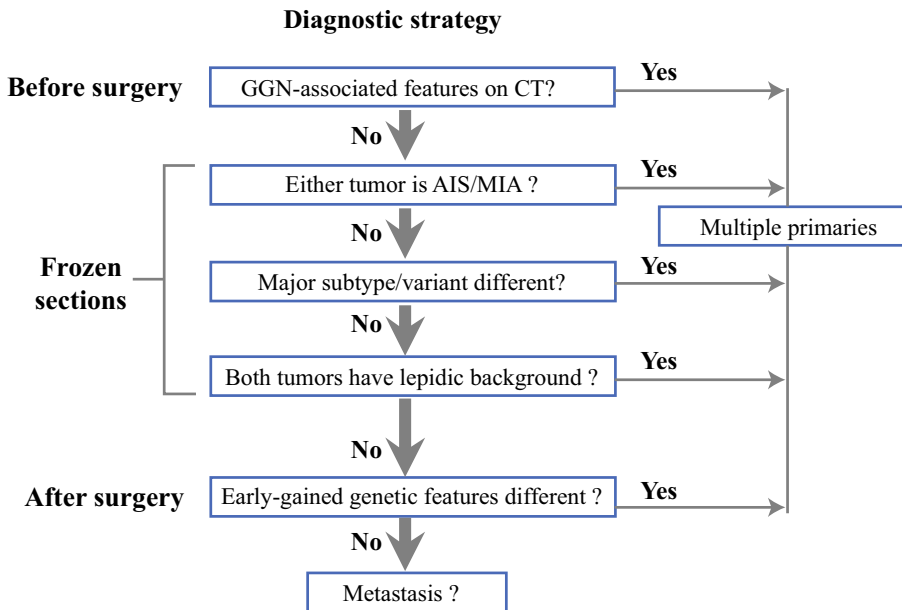 Diagnostic strategy
Before surgery
GGN-associated features on CT?
Yes
No
Either tumor is AIS/MIA ?
Yes
Multiple primaries
No
Frozen
sections
Major subtype/variant different?
Yes
No
Both tumors have lepidic background ?
Yes
No
After surgery
Early-gained genetic features different ?
Yes
No
Metastasis ?